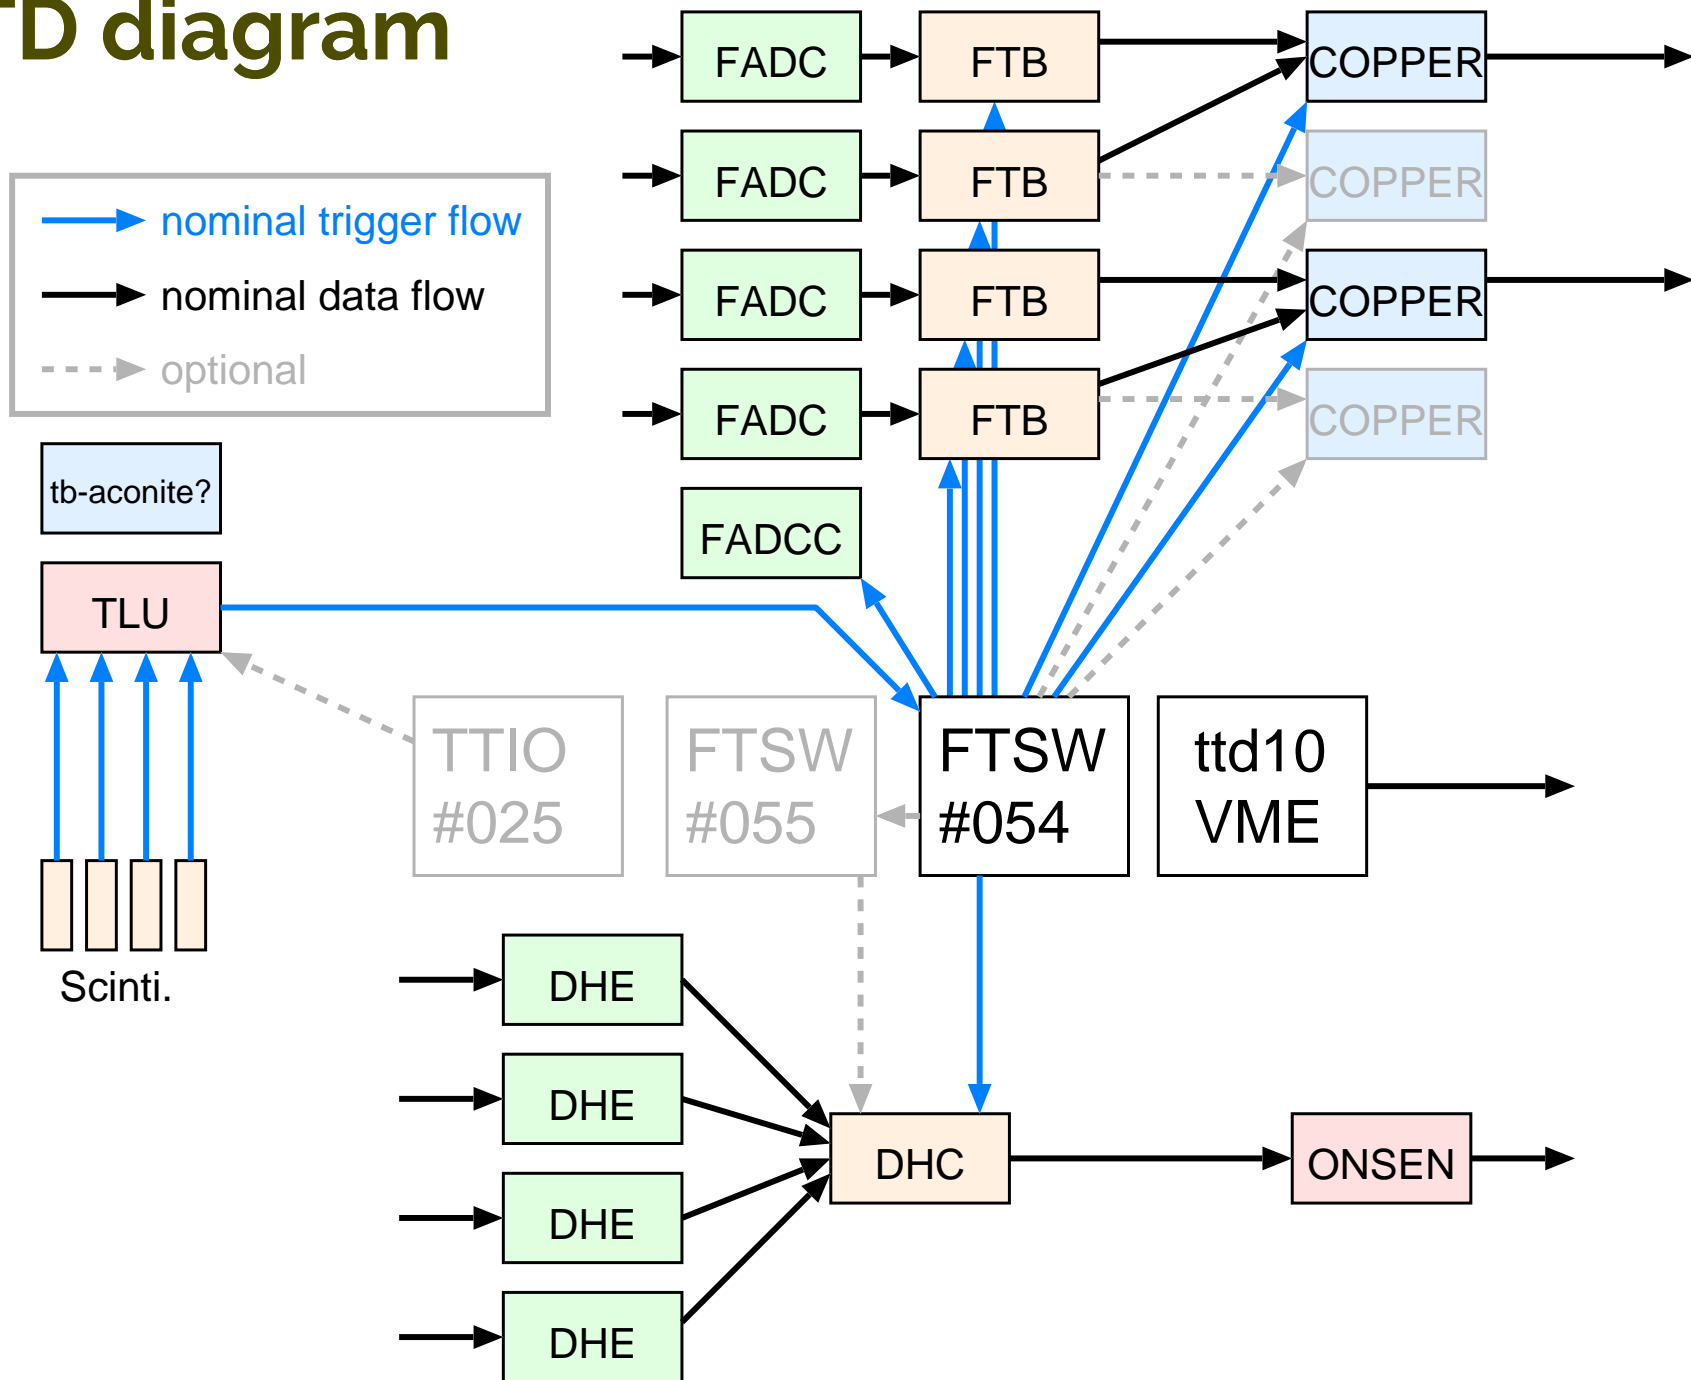 TD diagram
nominal trigger flow
nominal data flow
optional
FADC
FTB
COPPER
FADC
FTB
COPPER
FADC
FTB
COPPER
FADC
FTB
COPPER
tb-aconite?
FADCC
TLU
TTIO
#025
FTSW
#055
FTSW
#054
ttd10
VME
Scinti.
DHE
DHE
DHC
ONSEN
DHE
DHE